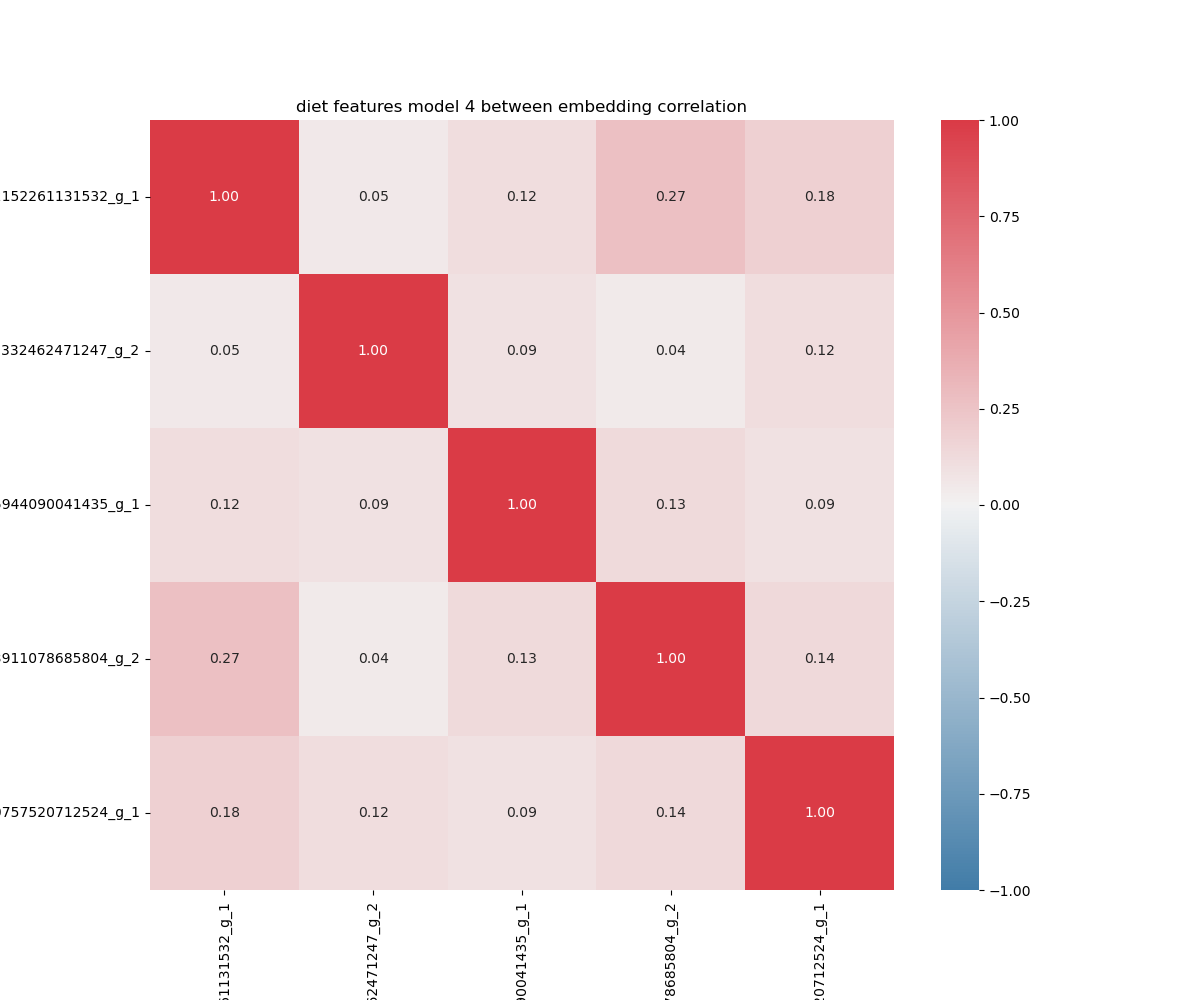 diet features model 4 between embedding correlation
152261131532_g_1 1.00 0.05 0.12 0.27 0.18
332462471247_g_2 0.05 1.00 0.09 0.04 0.12
944090041435_g_1 0.12 0.09 1.00 0.13 0.09
911078685804_g_2 0.27 0.04 0.13 1.00 0.14
757520712524_g_1 0.18 0.12 0.09 0.14 1.00
1131532_g_1
2471247_g_2
0041435_g_1
8685804_g_2
20712524_g_1
1.00
0.75
0.50
0.25
0.00
−0.25
−0.50
−0.75
−1.00